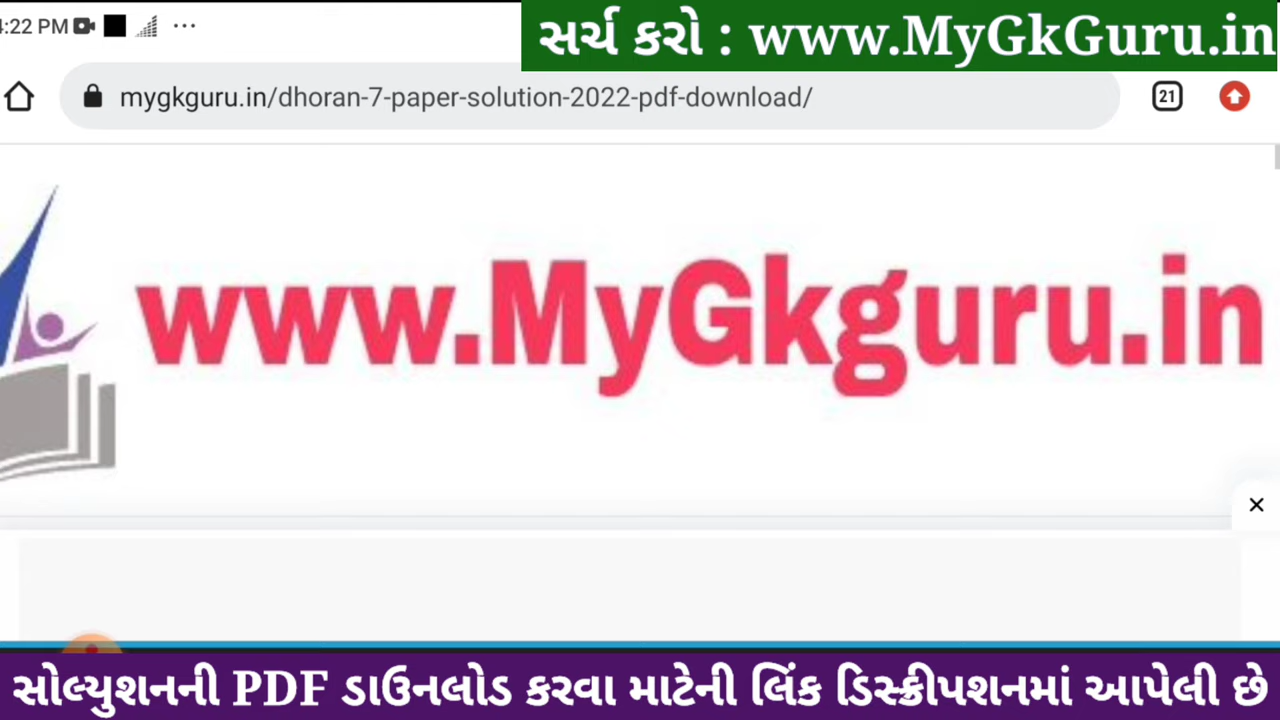 4:22 PM
સર્ચ કરો : www.MyGkGuru.in
mygkguru.in/dhoran-7-paper-solution-2022-pdf-download/
21
www.MyGkguru.in
સોલ્યુશનની PDF ડાઉનલોડ કરવા માટેની લિંક ડિસ્ક્રીપશનમાં આપેલી છે